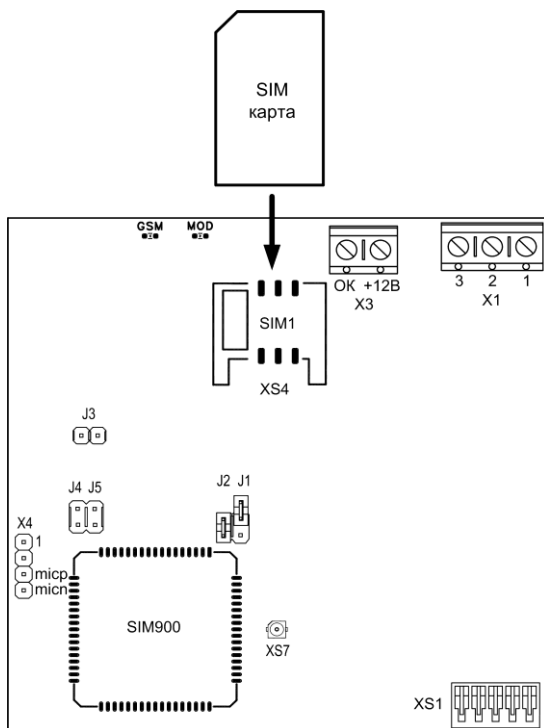 SIM
карта
GSM MOD
ОК +12В
X3
3 2 1
X1
SIM1
XS4
J3
J4 J5
J2 J1
X4
1
micp
micn
SIM900
XS7
XS1